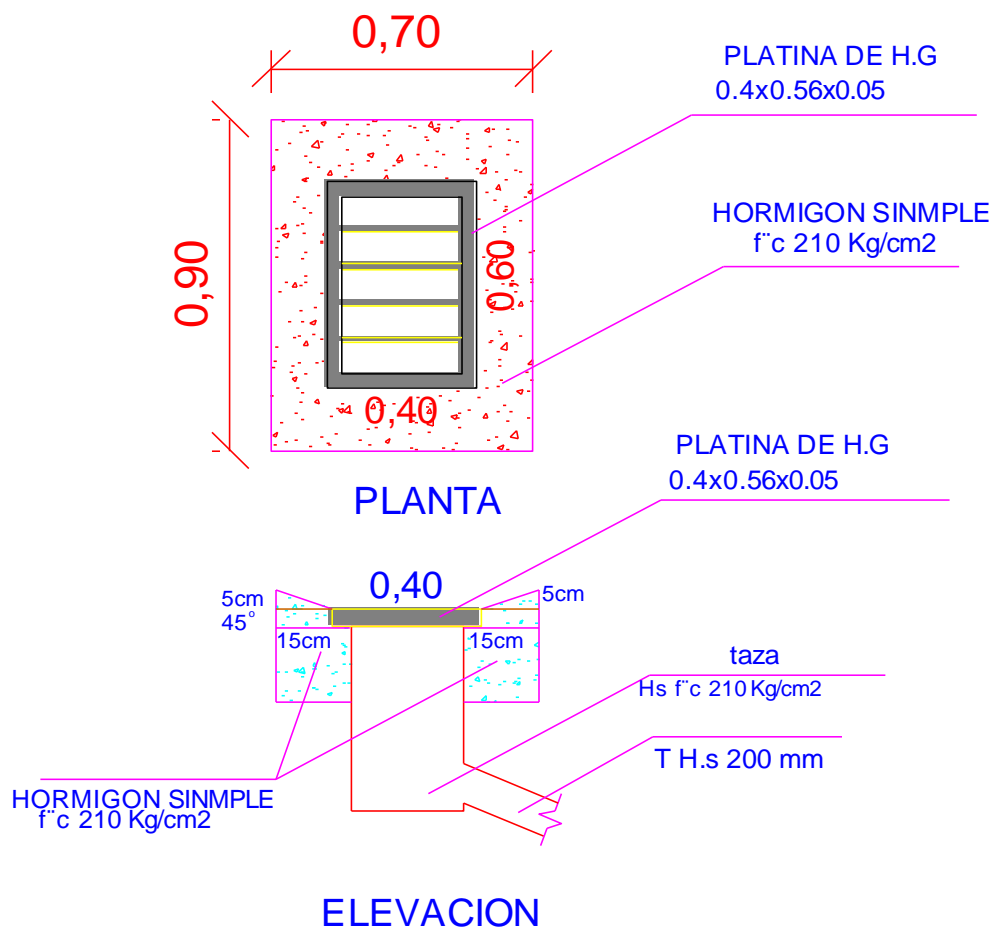 0,70
PLATINA DE H.G
0.4x0.56x0.05
HORMIGON SINMPLE
f¨c 210 Kg/cm2
0,90
0,60
0,40
PLANTA
PLATINA DE H.G
0.4x0.56x0.05
0,40
5cm
45°
5cm
15cm
15cm
taza
Hs f¨c 210 Kg/cm2
T H.s 200 mm
HORMIGON SINMPLE
f¨c 210 Kg/cm2
ELEVACION